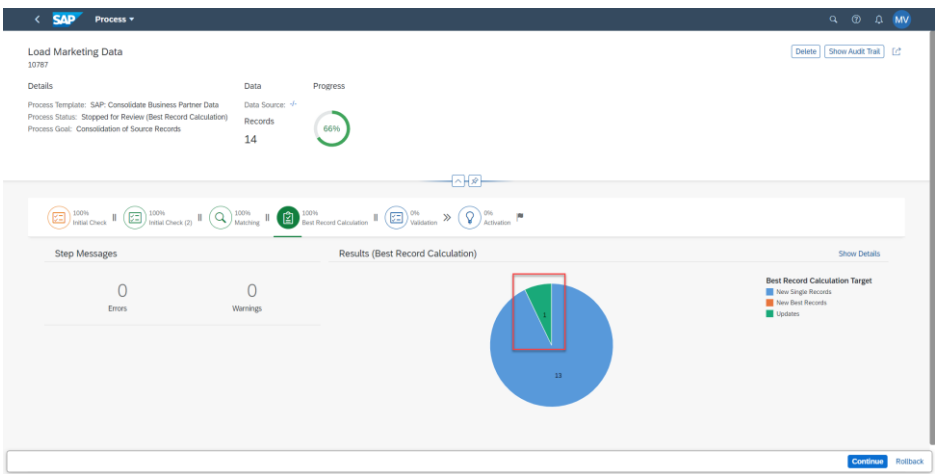 SAP Process MV
Load Marketing Data
10787
Delete Show Audit Trail
Details Data Progress
Process Template: SAP: Consolidate Business Partner Data Data Source: -/-
Process Status: Stopped for Review (Best Record Calculation)
Process Goal: Consolidation of Source Records
Records
14
66%
100% Initial Check
100% Initial Check (2)
100% Matching
100% Best Record Calculation
0% Validation
0% Activation
Step Messages
0 0
Errors Warnings
Results (Best Record Calculation) Show Details
1
13
Best Record Calculation Target
New Single Records
New Best Records
Updates
Continue Rollback